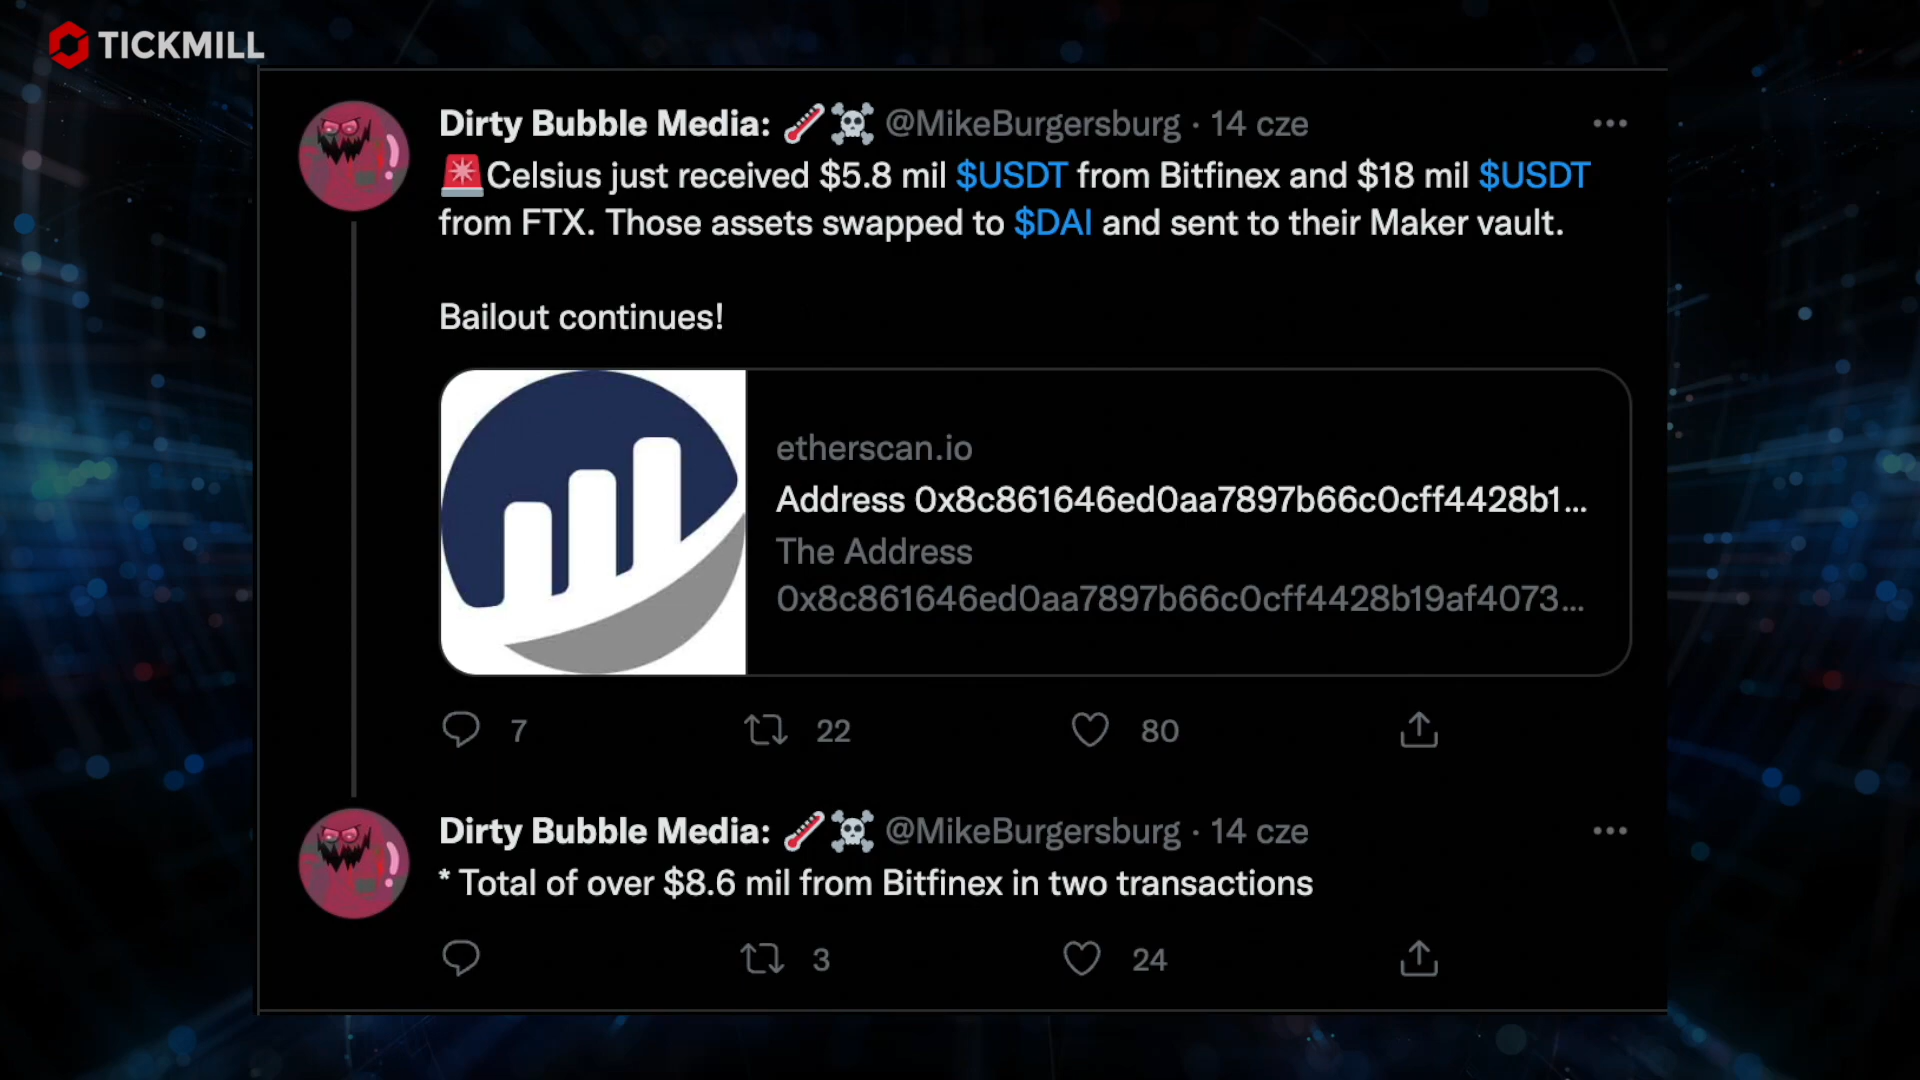 TICKMILL
Dirty Bubble Media: 🌡️☠️ @MikeBurgersburg · 14 cze
🚨Celsius just received $5.8 mil $USDT from Bitfinex and $18 mil $USDT
from FTX. Those assets swapped to $DAI and sent to their Maker vault.
Bailout continues!
etherscan.io
Address 0x8c861646ed0aa7897b66c0cff4428b1...
The Address
0x8c861646ed0aa7897b66c0cff4428b19af4073...
7 22 80
Dirty Bubble Media: 🌡️☠️ @MikeBurgersburg · 14 cze
* Total of over $8.6 mil from Bitfinex in two transactions
3 24